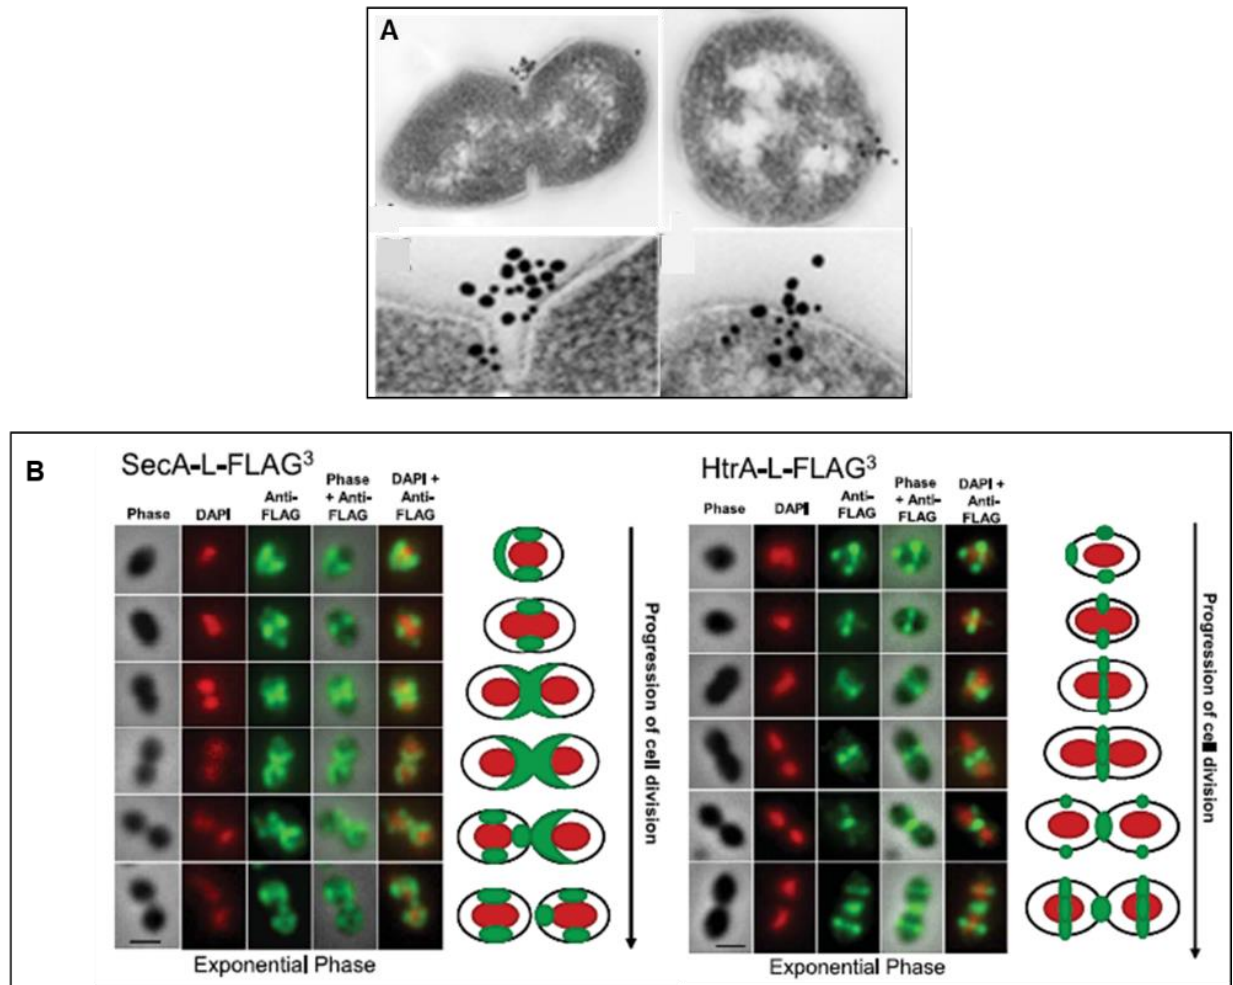 A
B
SecA-L-FLAG³
Phase
DAPI
Anti-
FLAG
Phase
+ Anti-
FLAG
DAPI +
Anti-
FLAG
Progression of cell division
Exponential Phase
HtrA-L-FLAG³
Phase
DAPI
Anti-
FLAG
Phase
+ Anti-
FLAG
DAPI +
Anti-
FLAG
Progression of cell division
Exponential Phase